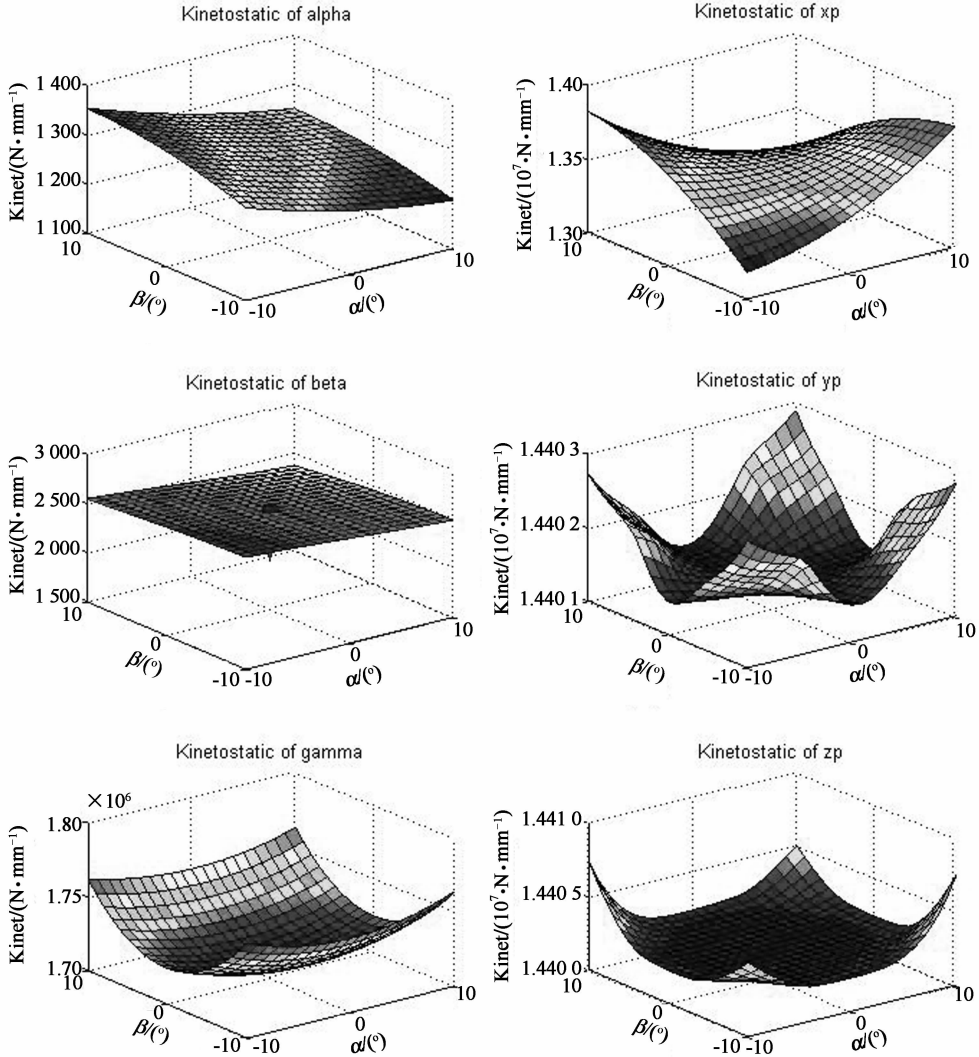 Kinetostatic of alpha
Kinet/(N•mm⁻¹)
1 400
1 300
1 200
1 100
10
0
-10
β/(°)
-10
0
10
α/(°)
Kinetostatic of xp
Kinet/(10⁷•N•mm⁻¹)
1.40
1.35
1.30
10
0
-10
β/(°)
-10
0
10
α/(°)
Kinetostatic of beta
Kinet/(N•mm⁻¹)
3 000
2 500
2 000
1 500
10
0
-10
β/(°)
-10
0
10
α/(°)
Kinetostatic of yp
Kinet/(10⁷•N•mm⁻¹)
1.440 3
1.440 2
1.440 1
10
0
-10
β/(°)
-10
0
10
α/(°)
Kinetostatic of gamma
×10⁶
Kinet/(N•mm⁻¹)
1.80
1.75
1.70
10
0
-10
β/(°)
-10
0
10
α/(°)
Kinetostatic of zp
Kinet/(10⁷•N•mm⁻¹)
1.441 0
1.440 5
1.440 0
10
0
-10
β/(°)
-10
0
10
α/(°)